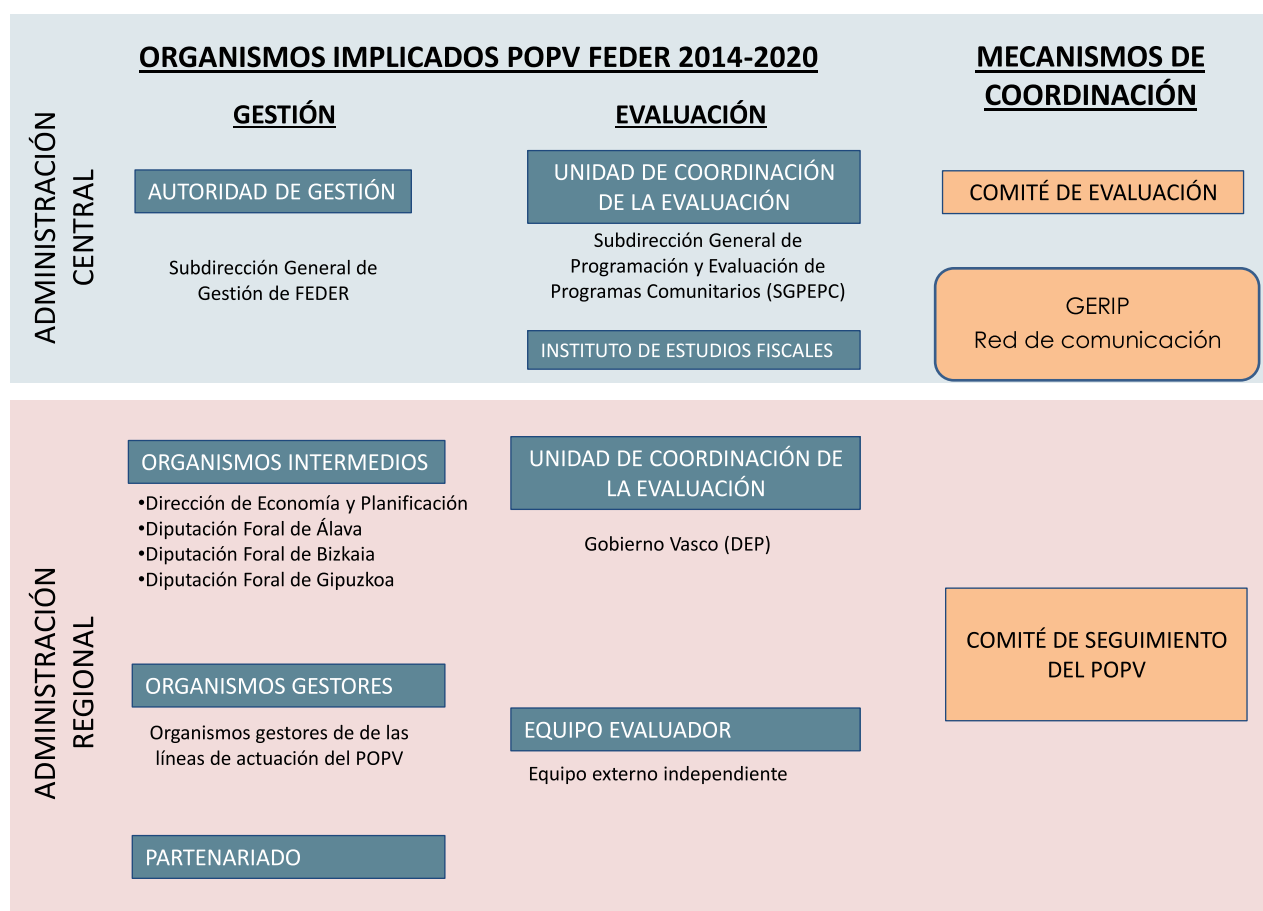 ORGANISMOS IMPLICADOS POPV FEDER 2014-2020
MECANISMOS DE
COORDINACIÓN
GESTIÓN
EVALUACIÓN
ADMINISTRACIÓN
CENTRAL
AUTORIDAD DE GESTIÓN
Subdirección General de
Gestión de FEDER
UNIDAD DE COORDINACIÓN
DE LA EVALUACIÓN
Subdirección General de
Programación y Evaluación de
Programas Comunitarios (SGPEPC)
INSTITUTO DE ESTUDIOS FISCALES
COMITÉ DE EVALUACIÓN
GERIP
Red de comunicación
ADMINISTRACIÓN
REGIONAL
ORGANISMOS INTERMEDIOS
•Dirección de Economía y Planificación
•Diputación Foral de Álava
•Diputación Foral de Bizkaia
•Diputación Foral de Gipuzkoa
ORGANISMOS GESTORES
Organismos gestores de de las
líneas de actuación del POPV
PARTENARIADO
UNIDAD DE COORDINACIÓN DE
LA EVALUACIÓN
Gobierno Vasco (DEP)
EQUIPO EVALUADOR
Equipo externo independiente
COMITÉ DE SEGUIMIENTO
DEL POPV